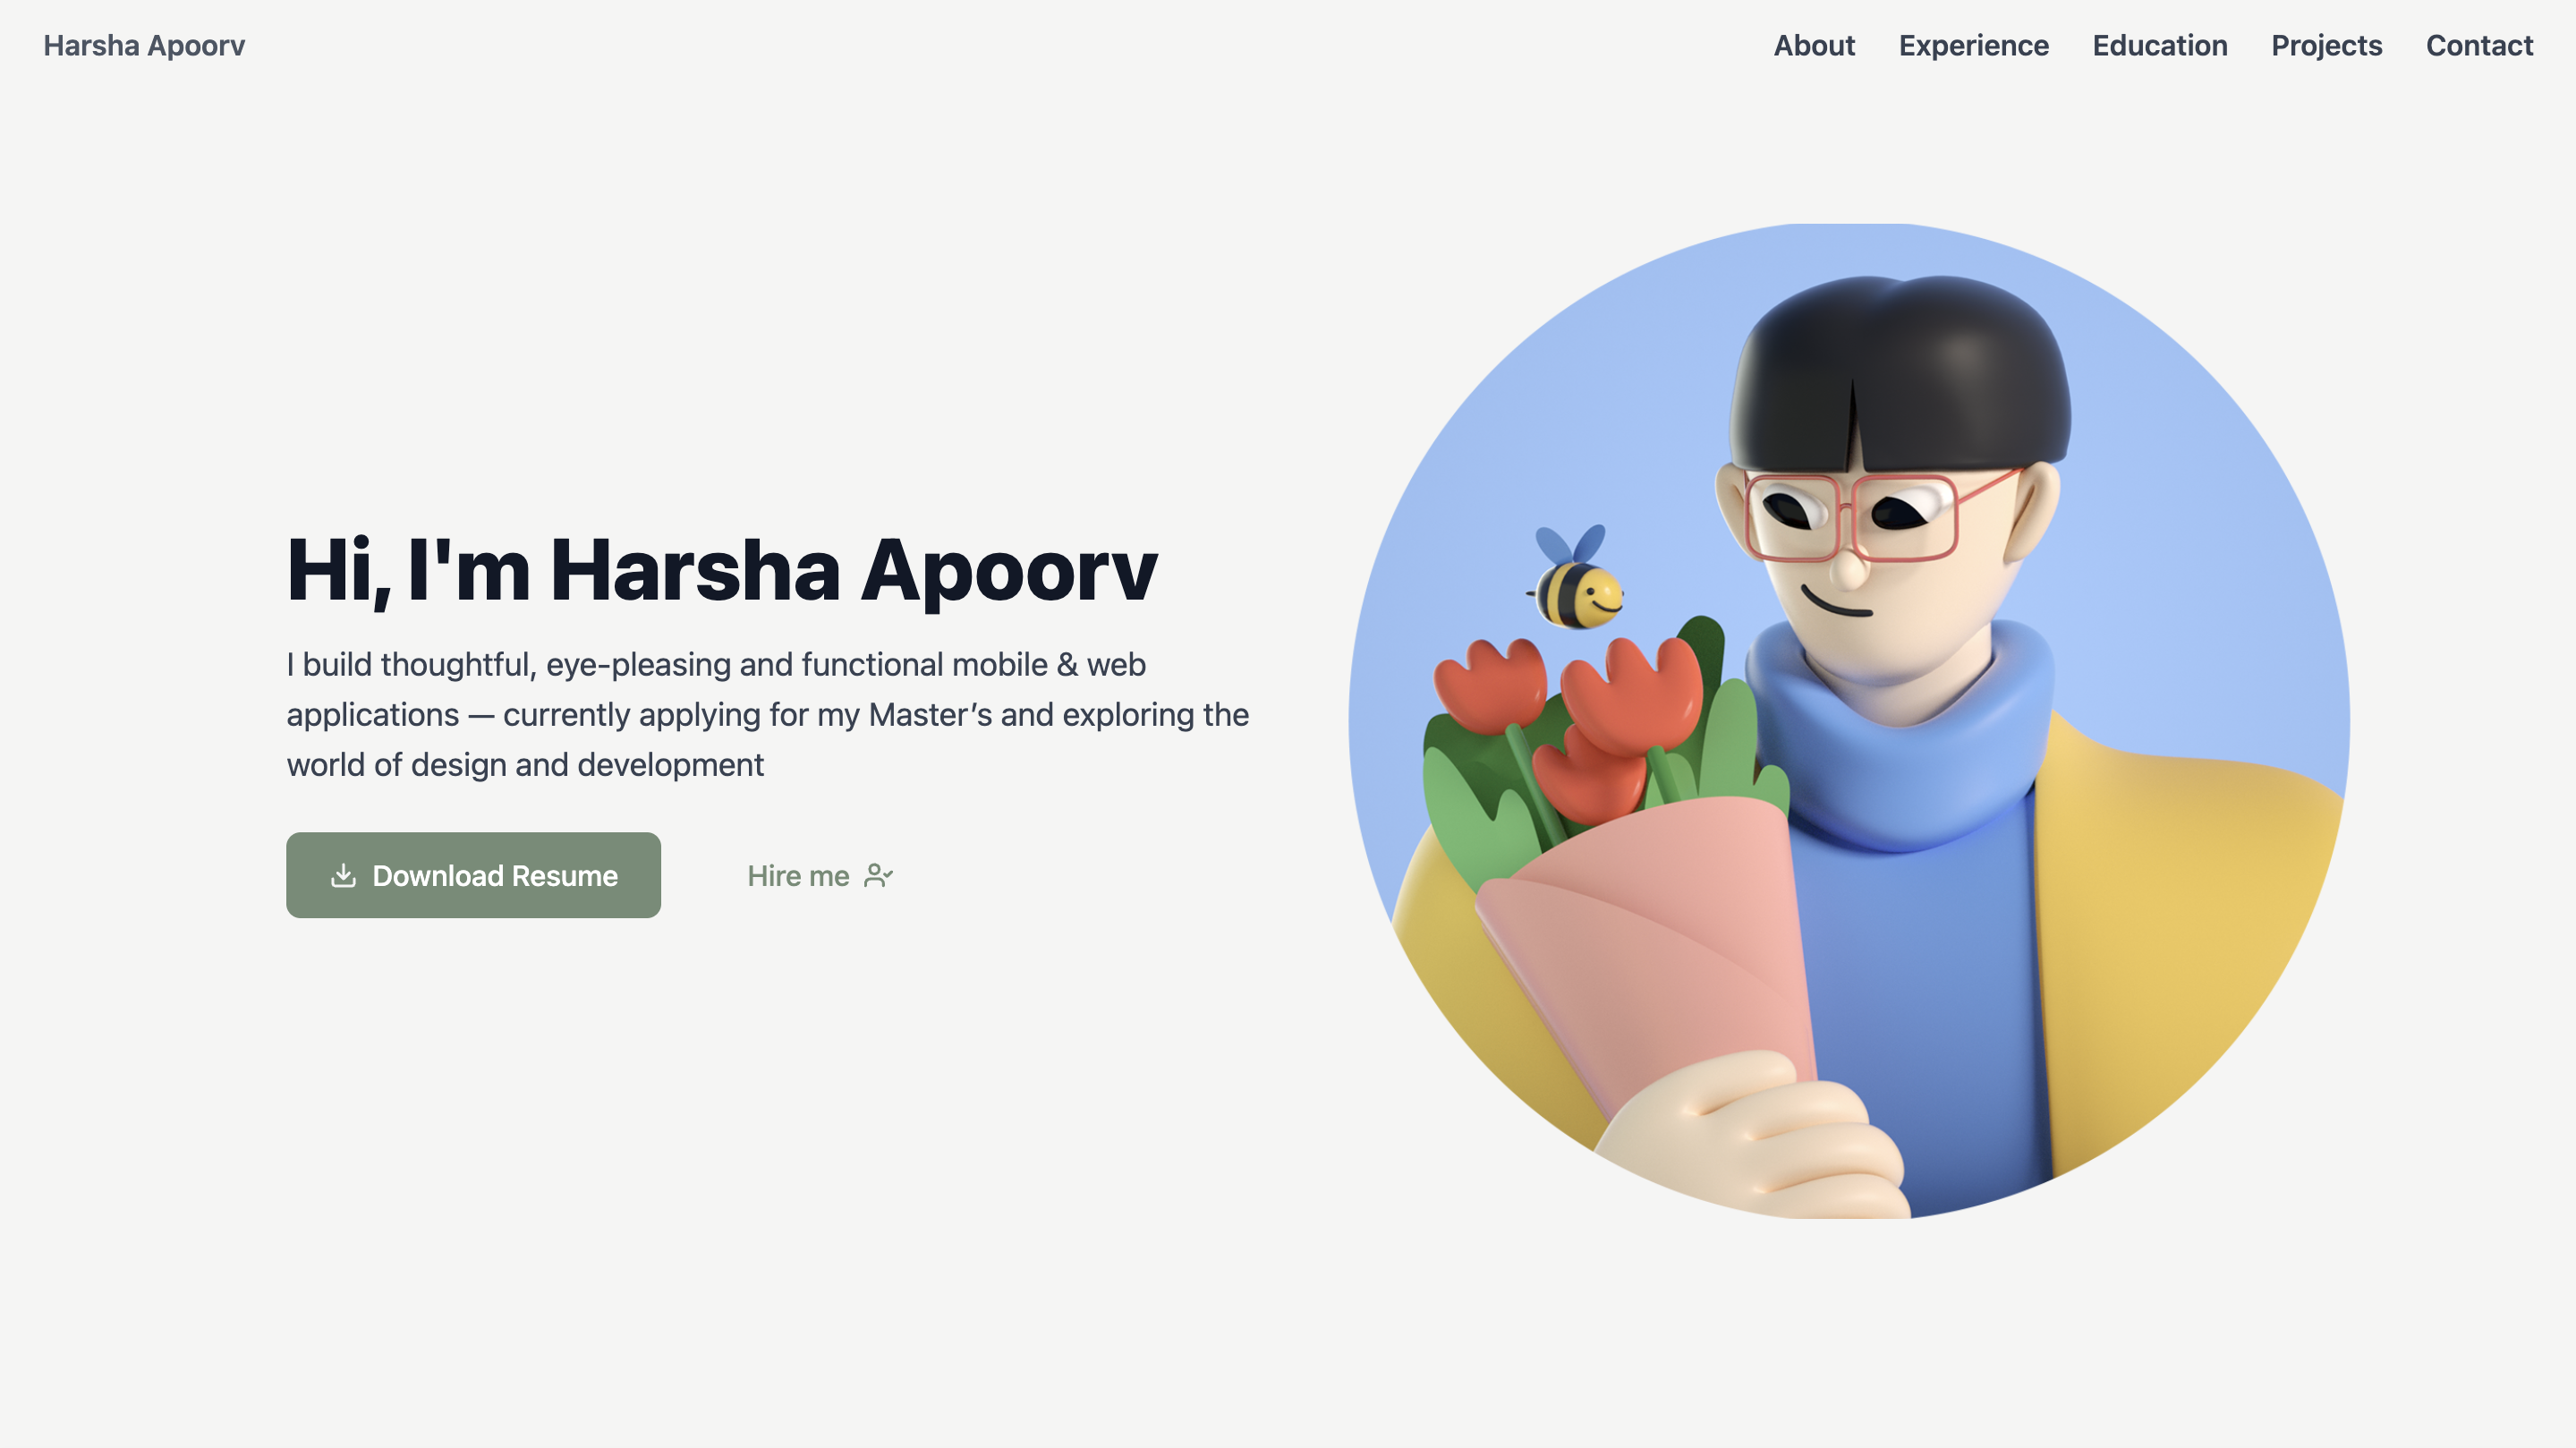 Harsha Apoorv
About Experience Education Projects Contact
Hi, I'm Harsha Apoorv
I build thoughtful, eye-pleasing and functional mobile & web
applications — currently applying for my Master’s and exploring the
world of design and development
Download Resume
Hire me